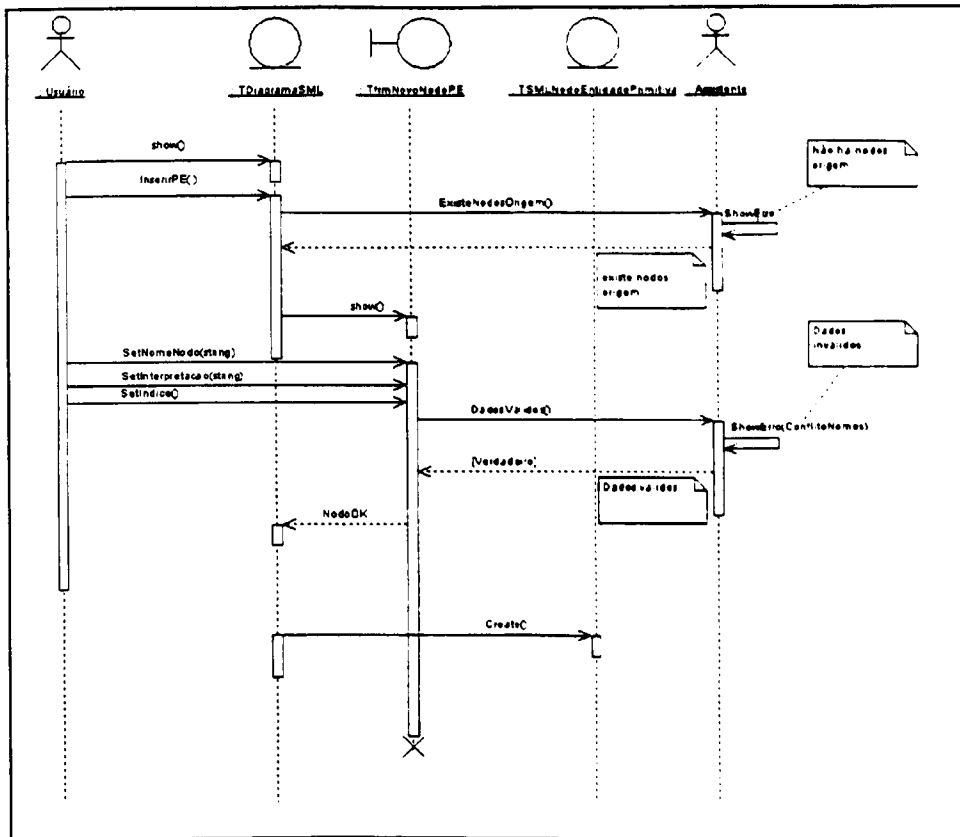 : Usuário
: TDiagramaSML
: TfrmNovoNodoPE
: TSMLNodoEntidadePrimitiva
: Assistente
show()
InserirPE()
ExisteNodosOrigem()
Não há nodos
origem
ShowErro
existe nodos
origem
show()
Dados
inválidos
SetNomeNodo(string)
SetInterpretacao(string)
SetIndice()
DadosValidos()
ShowErro(ConflitoNomes)
[Verdadeiro]
Dados válidos
NodoOK
Create()